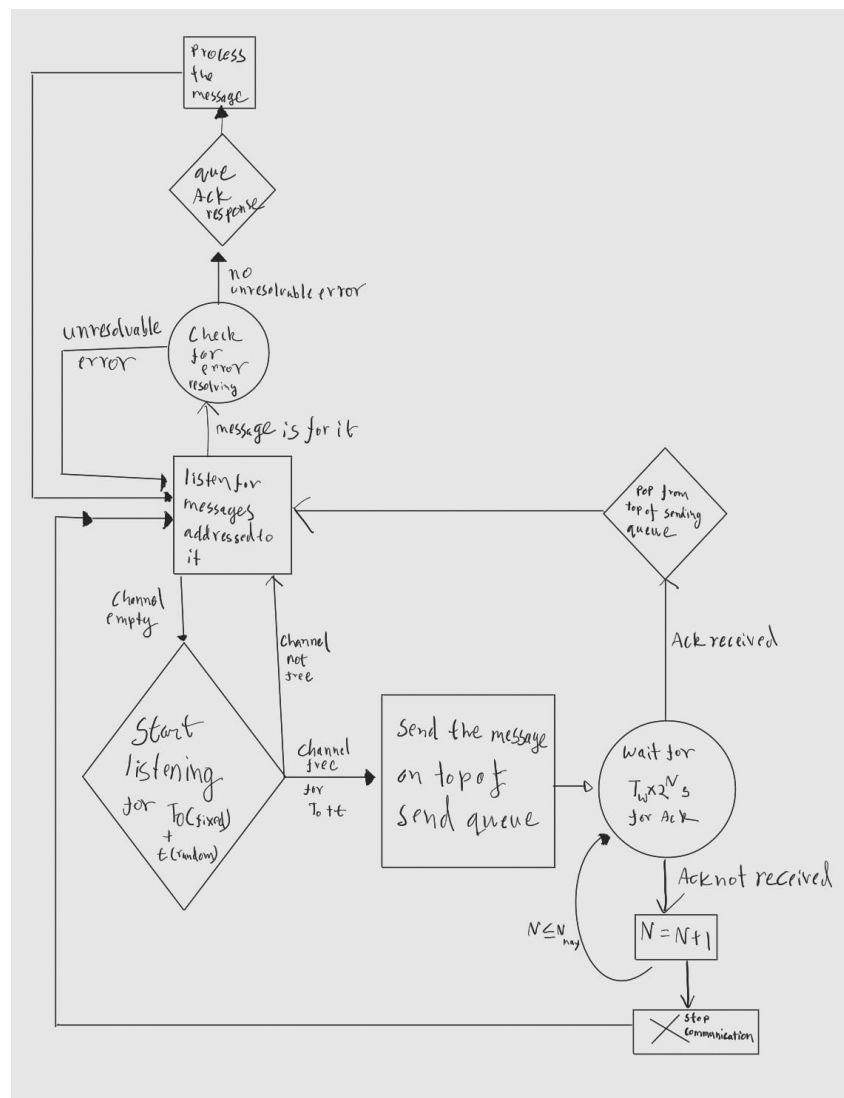 Process
the
message
que
Ack
response
no
unresolvable error
unresolvable
error
Check
for
error
resolving
message is for it
listen for
messages
addressed to
it
pop from
top of sending
queue
Channel
empty
Channel
not
free
Ack received
Start
listening
for To(fixed)
+
t(random)
Channel
free
for
To+t
Send the message
on top of
send queue
wait for
Tw×2^N s
for Ack
Ack not received
N≤Nmax
N=N+1
Stop
communication